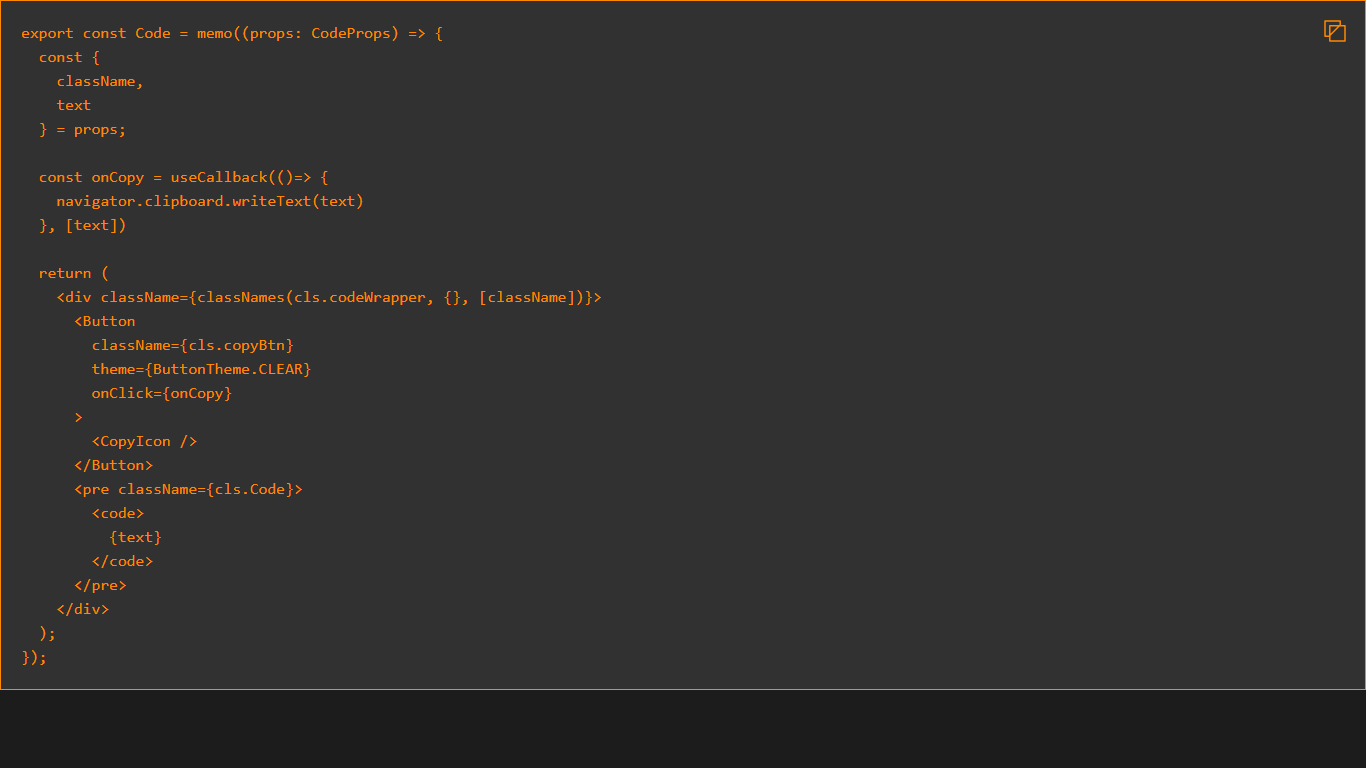 export const Code = memo((props: CodeProps) => {
  const {
    className,
    text
  } = props;

  const onCopy = useCallback(()=> {
    navigator.clipboard.writeText(text)
  }, [text])

  return (
    <div className={classNames(cls.codeWrapper, {}, [className])}>
      <Button
        className={cls.copyBtn}
        theme={ButtonTheme.CLEAR}
        onClick={onCopy}
      >
        <CopyIcon />
      </Button>
      <pre className={cls.Code}>
        <code>
          {text}
        </code>
      </pre>
    </div>
  );
});